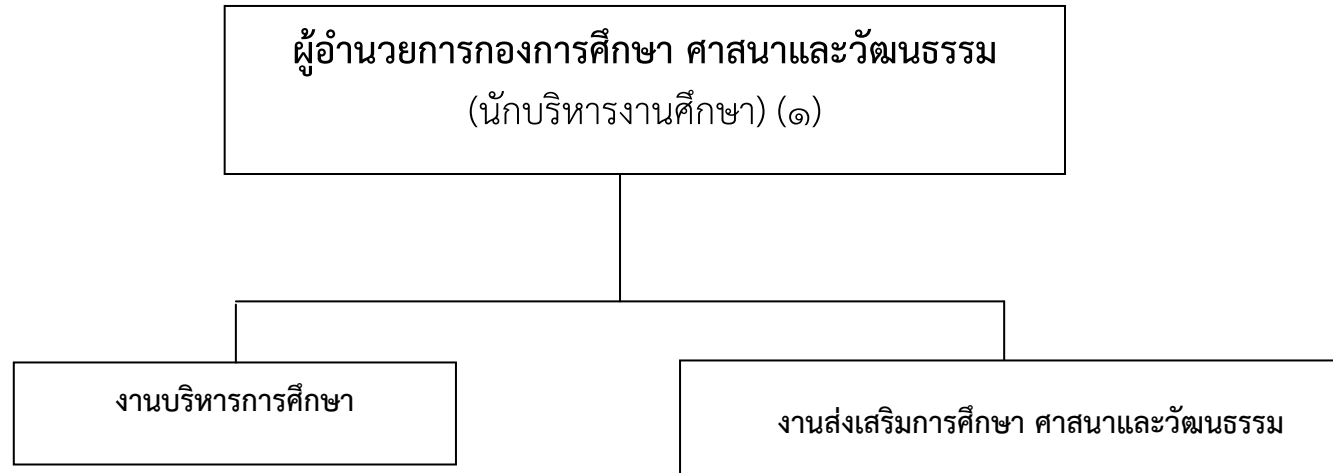 ผู้อำนวยการกองการศึกษา ศาสนาและวัฒนธรรม
(นักบริหารงานศึกษา) (๑)
งานบริหารการศึกษา
งานส่งเสริมการศึกษา ศาสนาและวัฒนธรรม